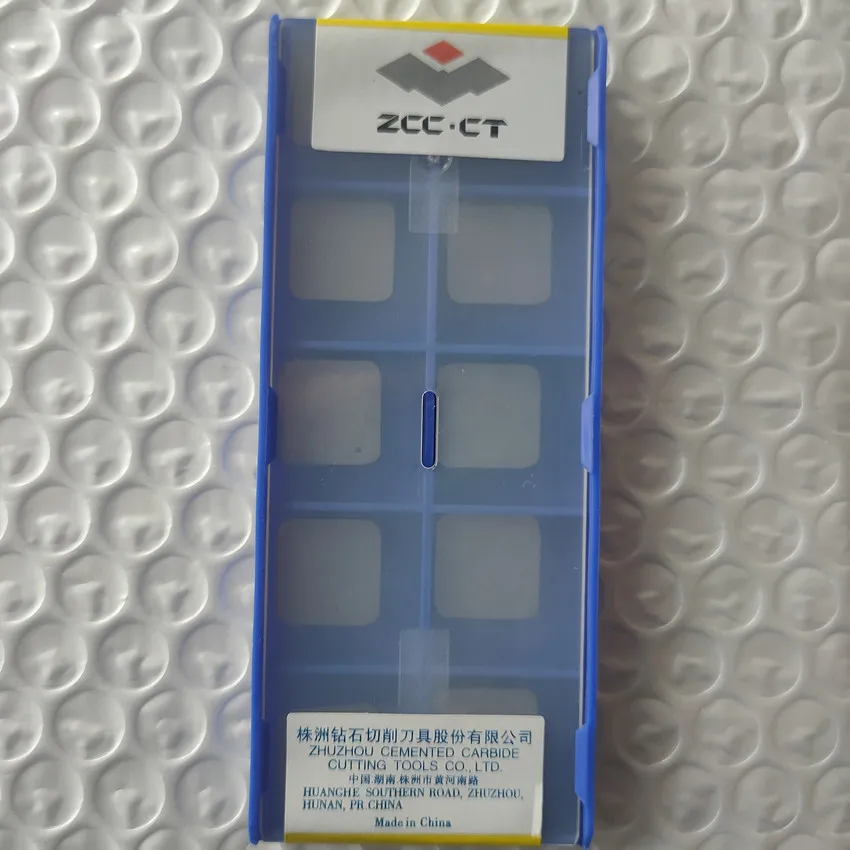 ZCC·CT
株洲钻石切削刀具股份有限公司
ZHUZHOU CEMENTED CARBIDE
CUTTING TOOLS CO.,LTD.
中国.湖南.株洲市黄河南路
HUANGHE SOUTHERN ROAD, ZHUZHOU,
HUNAN, PR.CHINA
Made in China